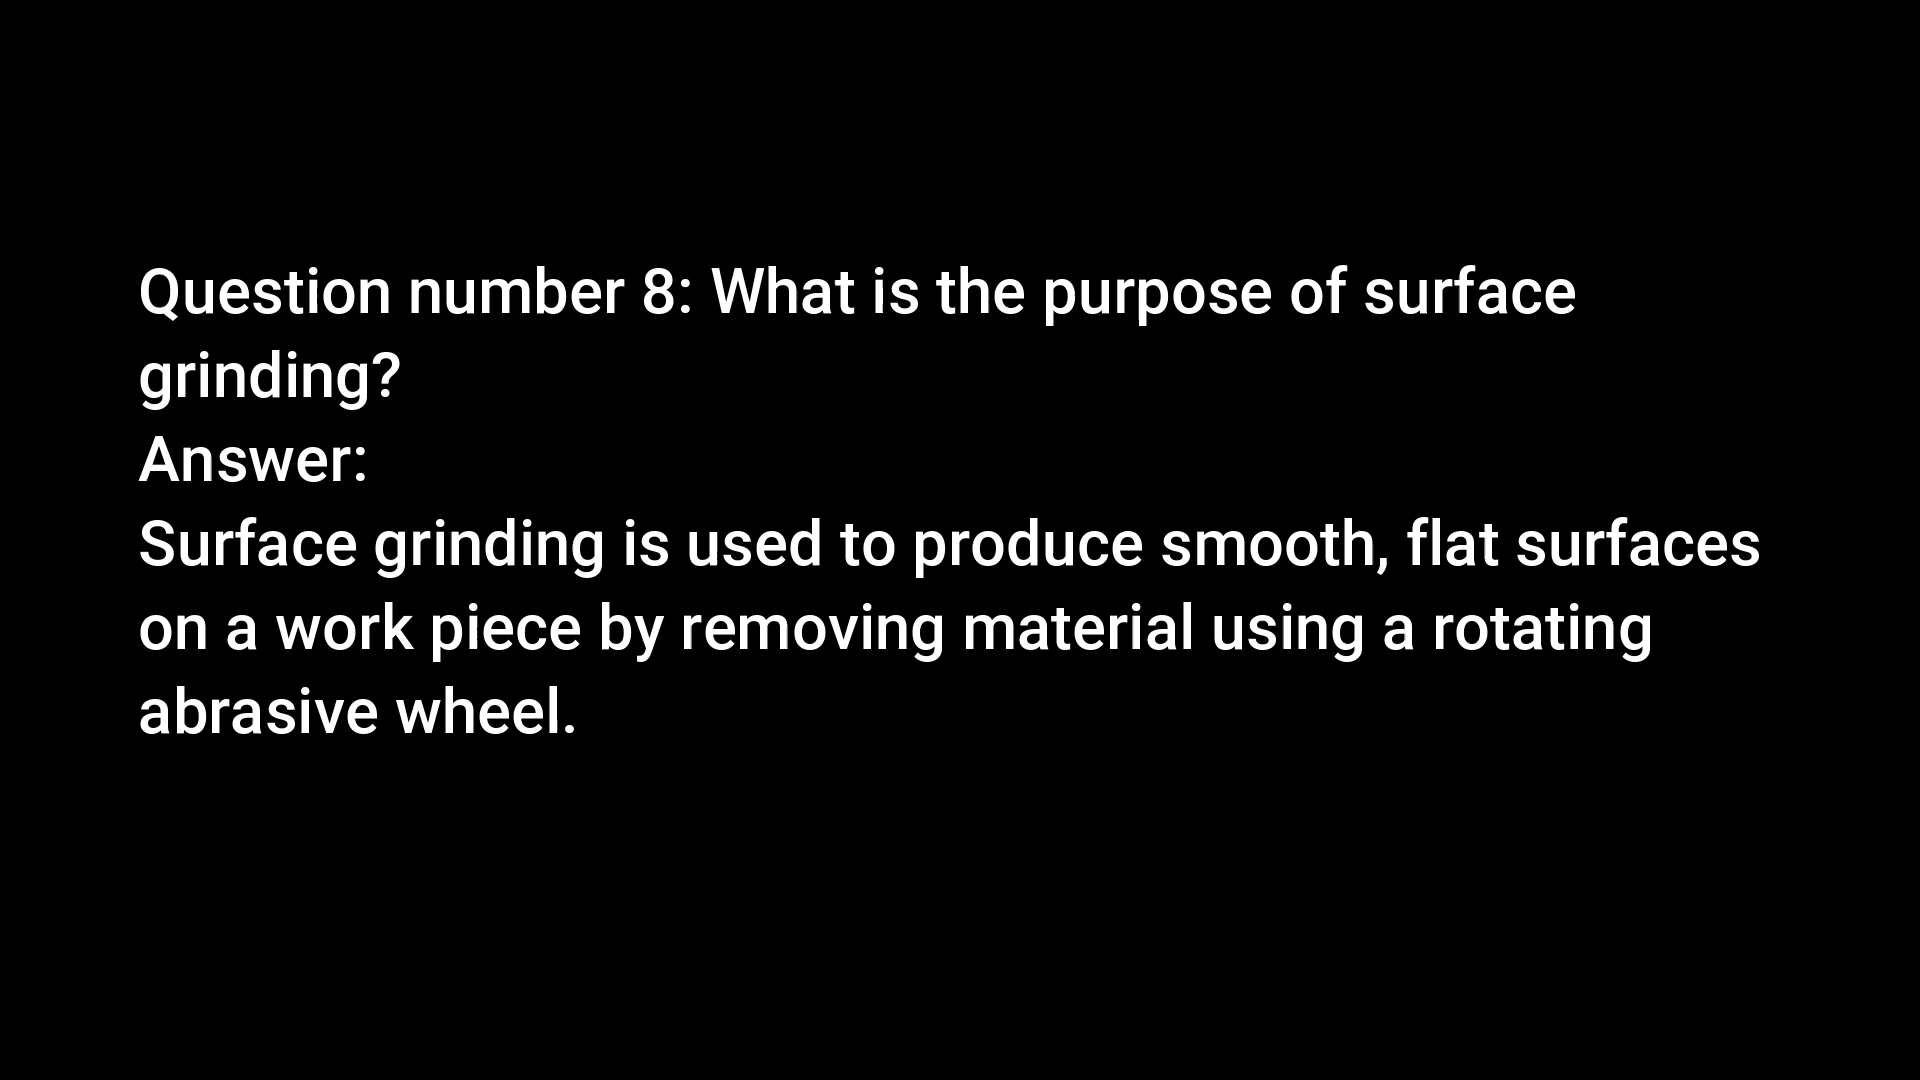 Question number 8: What is the purpose of surface
grinding?
Answer:
Surface grinding is used to produce smooth, flat surfaces
on a work piece by removing material using a rotating
abrasive wheel.